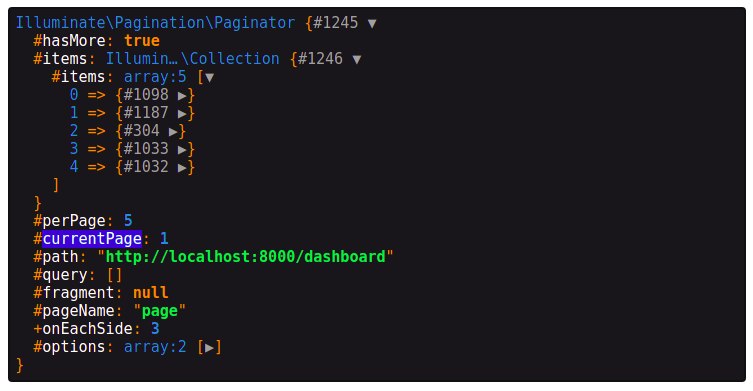 Illuminate\Pagination\Paginator {#1245 ▼
  #hasMore: true
  #items: Illumin…\Collection {#1246 ▼
    #items: array:5 [▼
      0 => {#1098 ▶}
      1 => {#1187 ▶}
      2 => {#304 ▶}
      3 => {#1033 ▶}
      4 => {#1032 ▶}
    ]
  }
  #perPage: 5
  #currentPage: 1
  #path: "http://localhost:8000/dashboard"
  #query: []
  #fragment: null
  #pageName: "page"
  +onEachSide: 3
  #options: array:2 [▶]
}